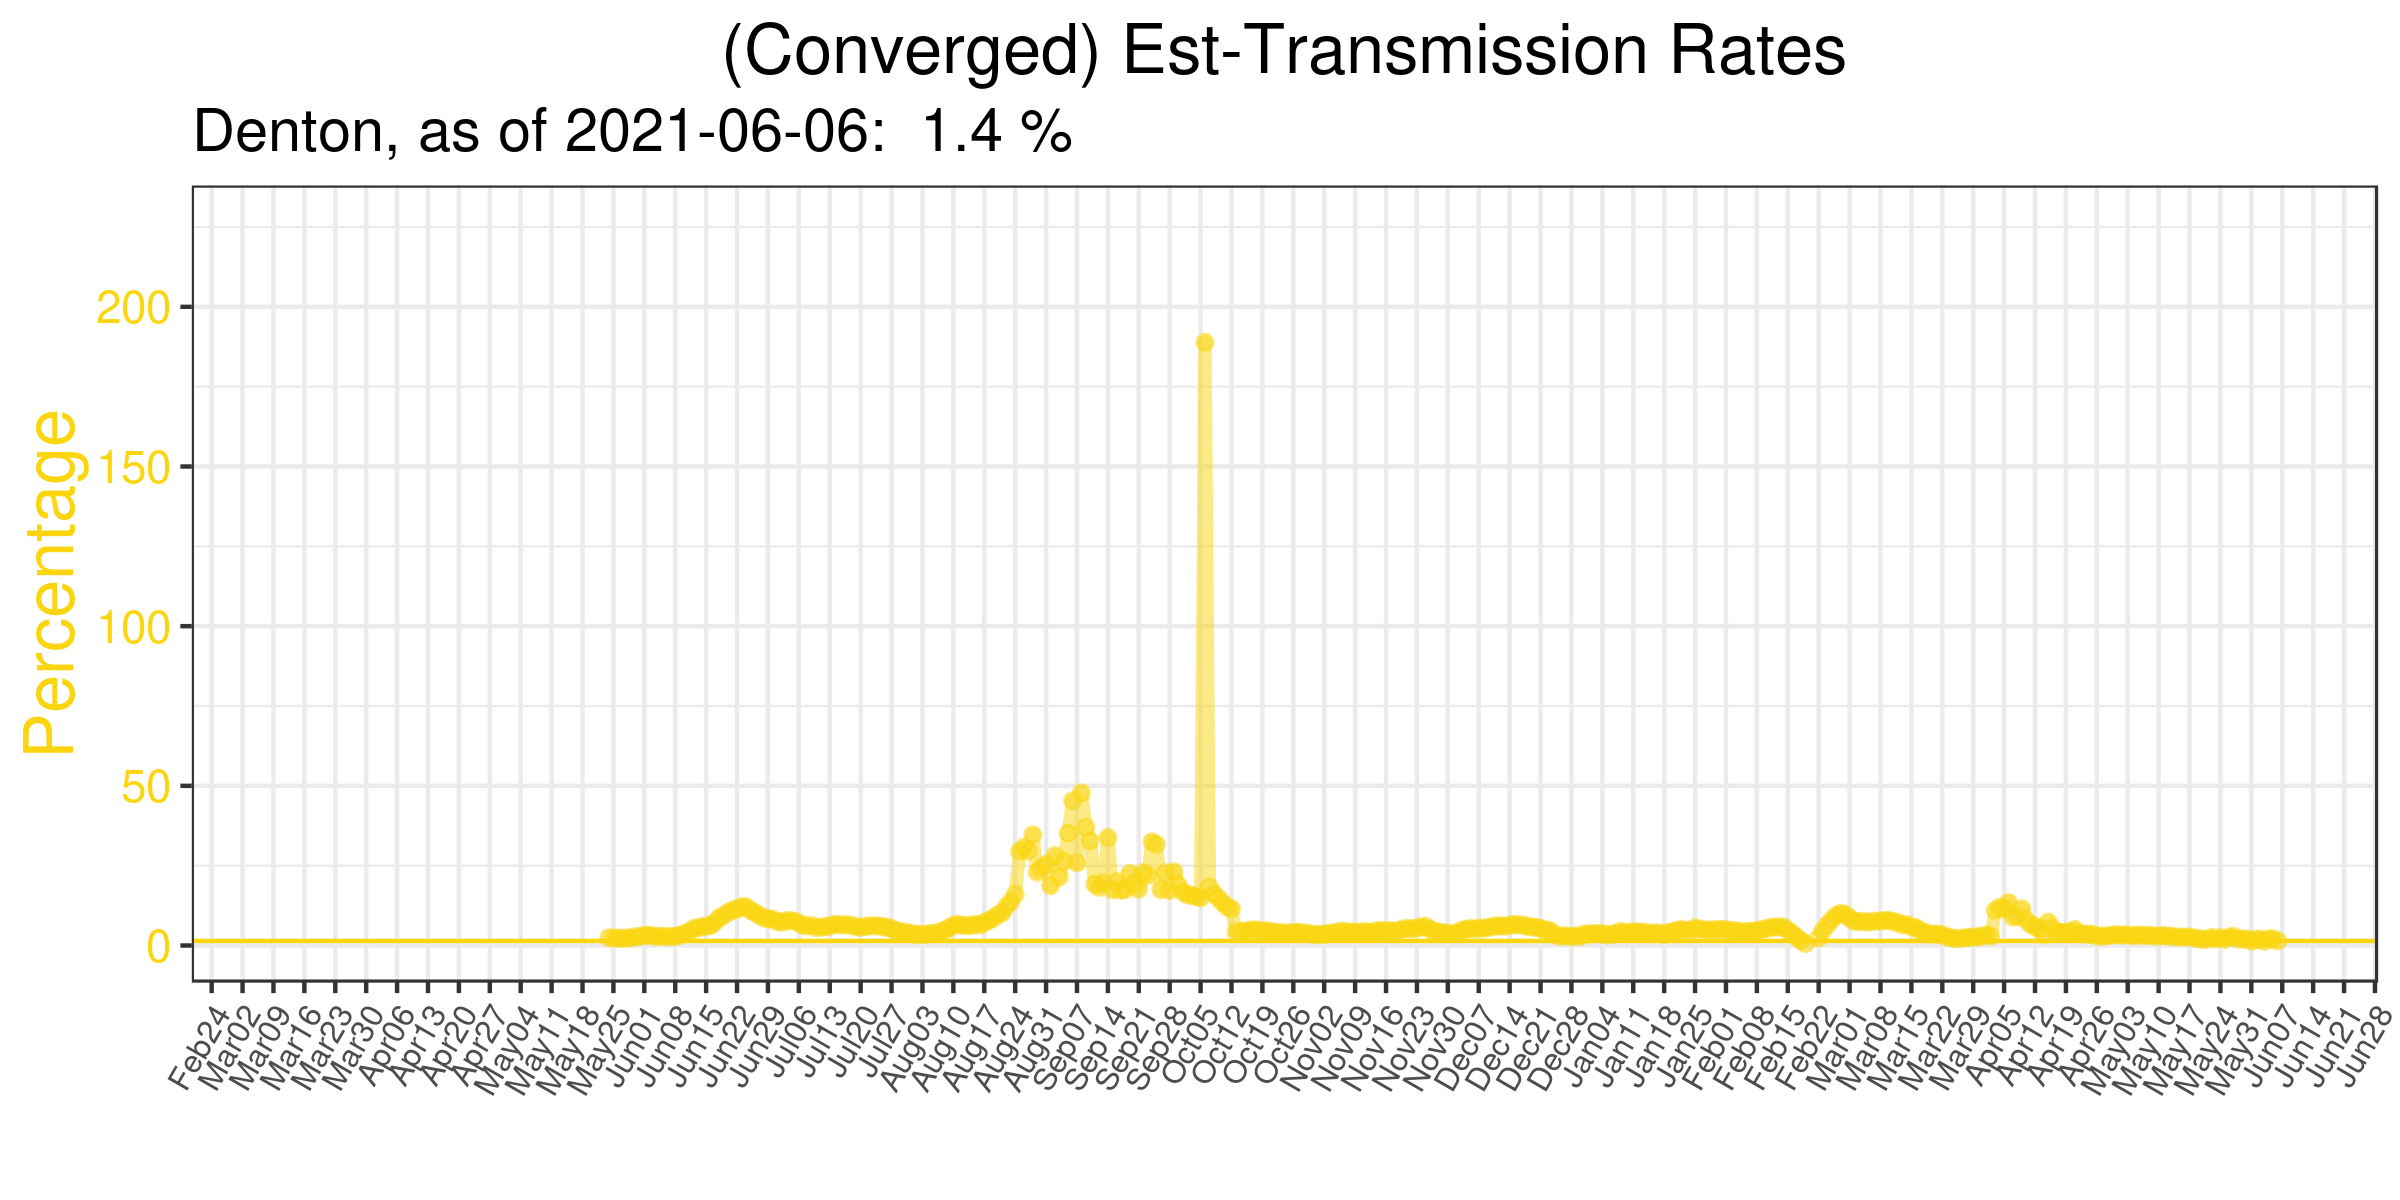 (Converged) Est-Transmission Rates
Denton, as of 2021-06-06:  1.4 %
Percentage
200
150
100
50
0
Feb24
Mar02
Mar09
Mar16
Mar23
Mar30
Apr06
Apr13
Apr20
Apr27
May04
May11
May18
May25
Jun01
Jun08
Jun15
Jun22
Jun29
Jul06
Jul13
Jul20
Jul27
Aug03
Aug10
Aug17
Aug24
Aug31
Sep07
Sep14
Sep21
Sep28
Oct05
Oct12
Oct19
Oct26
Nov02
Nov09
Nov16
Nov23
Nov30
Dec07
Dec14
Dec21
Dec28
Jan04
Jan11
Jan18
Jan25
Feb01
Feb08
Feb15
Feb22
Mar01
Mar08
Mar15
Mar22
Mar29
Apr05
Apr12
Apr19
Apr26
May03
May10
May17
May24
May31
Jun07
Jun14
Jun21
Jun28